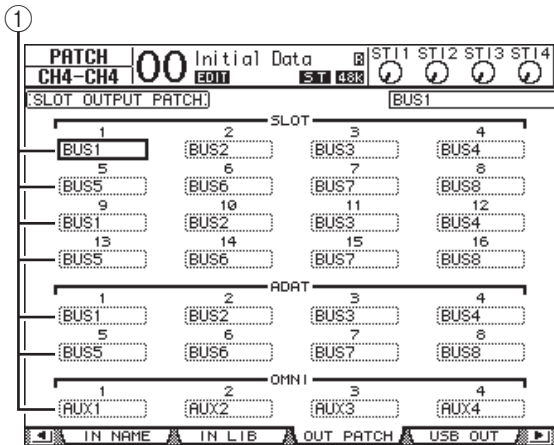 1
PATCH 00 Initial Data R STI1 STI2 STI3 STI4
CH4-CH4 EDIT ST 48k
SLOT OUTPUT PATCH BUS1
SLOT
1 2 3 4
BUS1 BUS2 BUS3 BUS4
5 6 7 8
BUS5 BUS6 BUS7 BUS8
9 10 11 12
BUS1 BUS2 BUS3 BUS4
13 14 15 16
BUS5 BUS6 BUS7 BUS8
ADAT
1 2 3 4
BUS1 BUS2 BUS3 BUS4
5 6 7 8
BUS5 BUS6 BUS7 BUS8
OMNI
1 2 3 4
AUX1 AUX2 AUX3 AUX4
IN NAME IN LIB OUT PATCH USB OUT